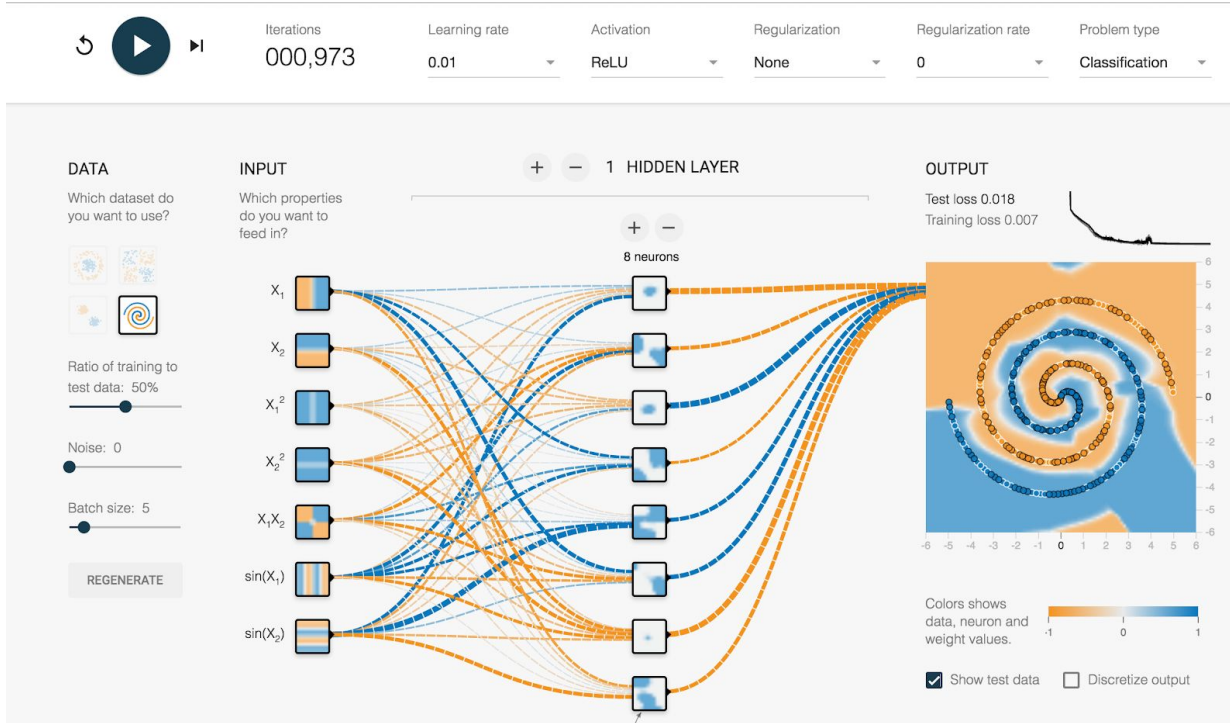 Iterations
000,973
Learning rate
0.01
Activation
ReLU
Regularization
None
Regularization rate
0
Problem type
Classification
DATA
Which dataset do
you want to use?
Ratio of training to
test data: 50%
Noise: 0
Batch size: 5
REGENERATE
INPUT
Which properties
do you want to
feed in?
X₁
X₂
X₁²
X₂²
X₁X₂
sin(X₁)
sin(X₂)
+ − 1 HIDDEN LAYER
+ −
8 neurons
OUTPUT
Test loss 0.018
Training loss 0.007
6
5
4
3
2
1
0
-1
-2
-3
-4
-5
-6
-6 -5 -4 -3 -2 -1 0 1 2 3 4 5 6
Colors shows
data, neuron and
weight values.
-1 0 1
Show test data
Discretize output